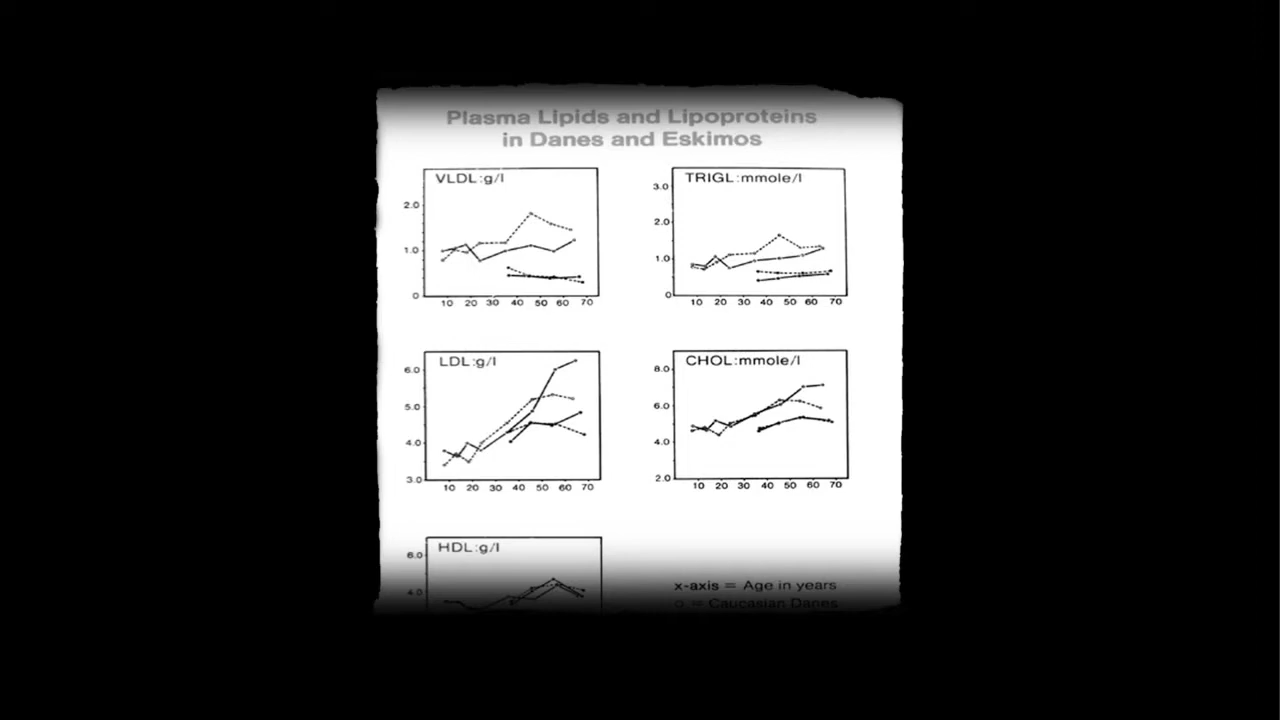 Plasma Lipids and Lipoproteins
in Danes and Eskimos
VLDL:g/l
2.0
1.0
0
10 20 30 40 50 60 70
TRIGL:mmole/l
3.0
2.0
1.0
0
10 20 30 40 50 60 70
LDL:g/l
6.0
5.0
4.0
3.0
10 20 30 40 50 60 70
CHOL:mmole/l
8.0
6.0
4.0
2.0
10 20 30 40 50 60 70
HDL:g/l
6.0
4.0
x-axis = Age in years
o = Caucasian Danes